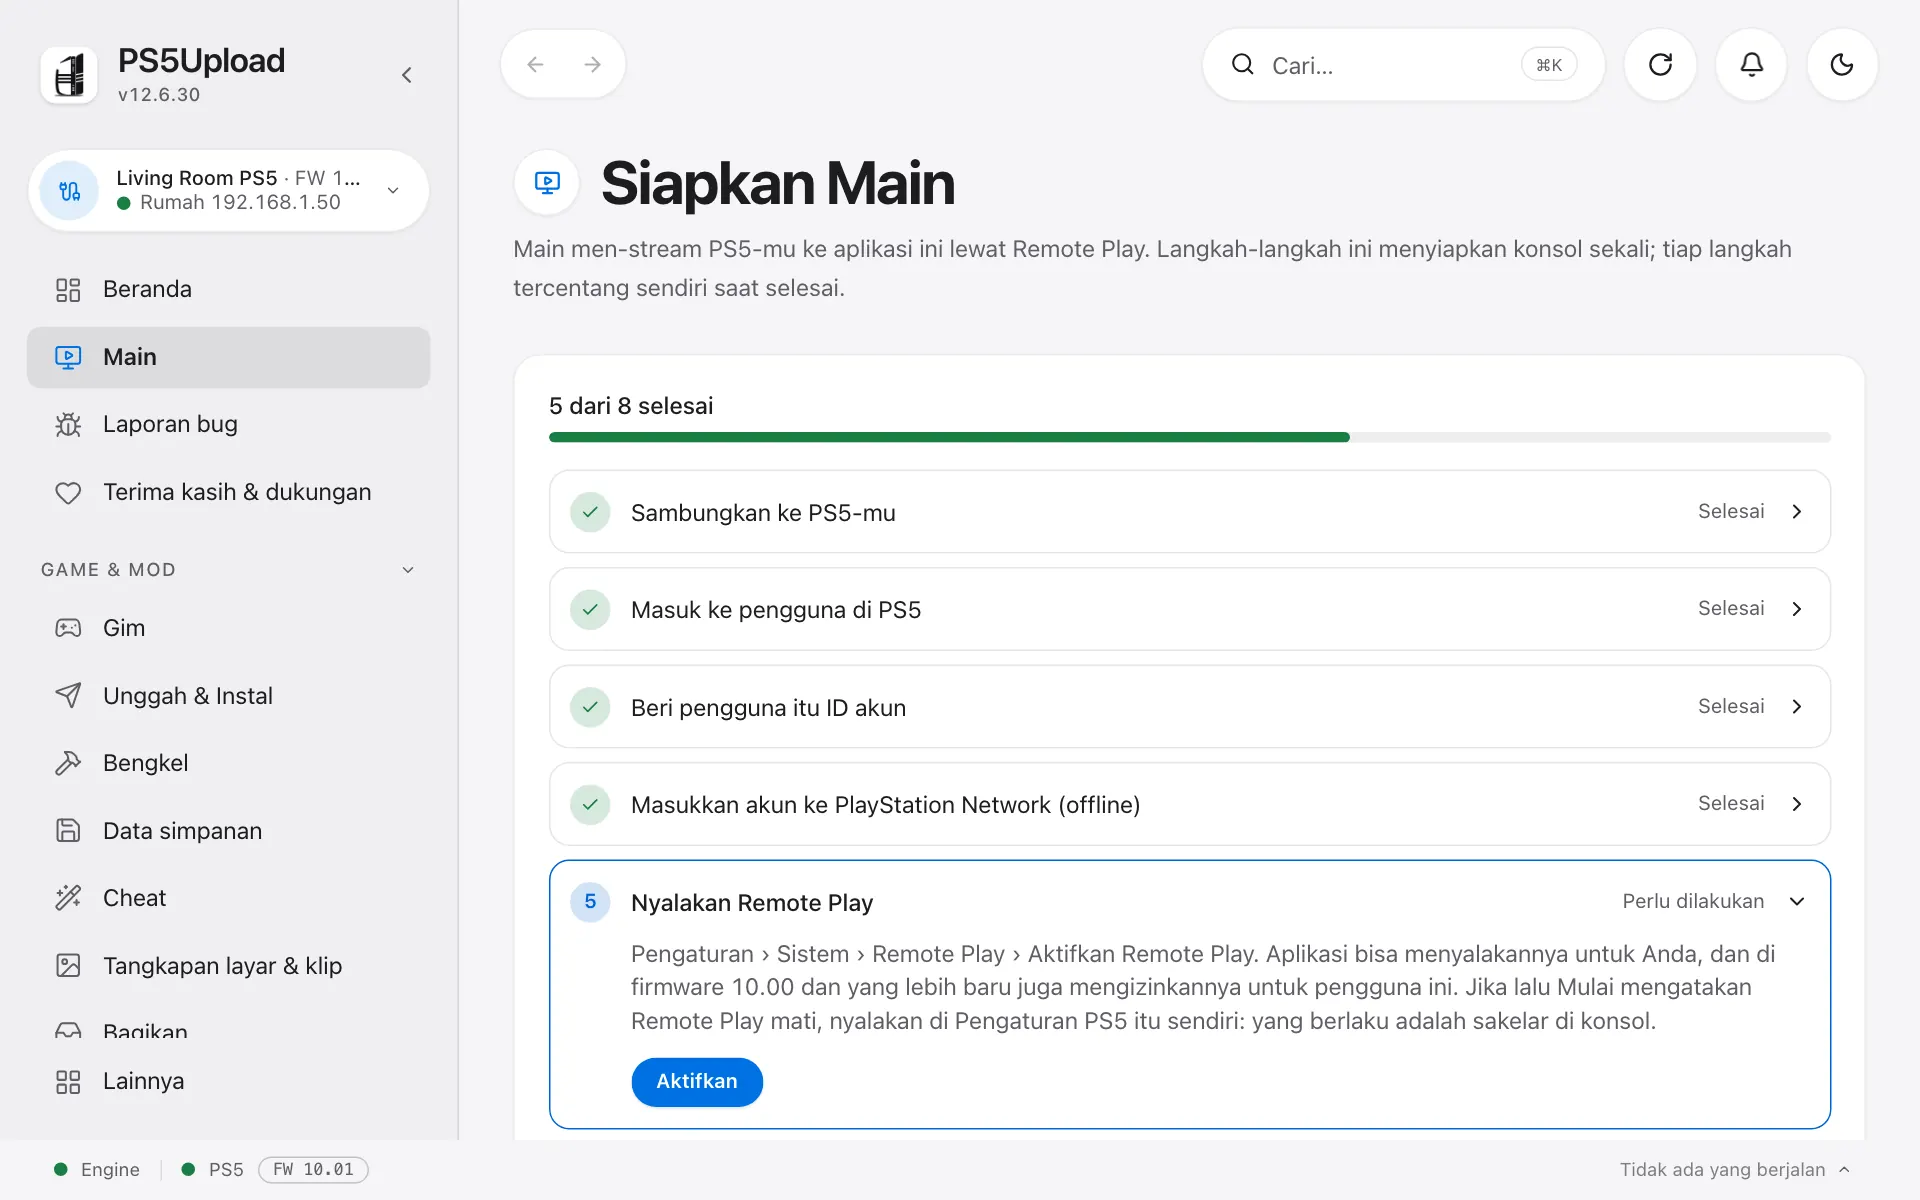 PS5Upload
v12.6.30
Living Room PS5 · FW 1...
Rumah 192.168.1.50
Beranda
Main
Laporan bug
Terima kasih & dukungan
GAME & MOD
Gim
Unggah & Instal
Bengkel
Data simpanan
Cheat
Tangkapan layar & klip
Bagikan
Lainnya
Cari...
⌘K
Siapkan Main
Main men-stream PS5-mu ke aplikasi ini lewat Remote Play. Langkah-langkah ini menyiapkan konsol sekali; tiap langkah
tercentang sendiri saat selesai.
5 dari 8 selesai
Sambungkan ke PS5-mu Selesai
Masuk ke pengguna di PS5 Selesai
Beri pengguna itu ID akun Selesai
Masukkan akun ke PlayStation Network (offline) Selesai
5 Nyalakan Remote Play Perlu dilakukan
Pengaturan › Sistem › Remote Play › Aktifkan Remote Play. Aplikasi bisa menyalakannya untuk Anda, dan di
firmware 10.00 dan yang lebih baru juga mengizinkannya untuk pengguna ini. Jika lalu Mulai mengatakan
Remote Play mati, nyalakan di Pengaturan PS5 itu sendiri: yang berlaku adalah sakelar di konsol.
Aktifkan
Engine PS5 FW 10.01 Tidak ada yang berjalan